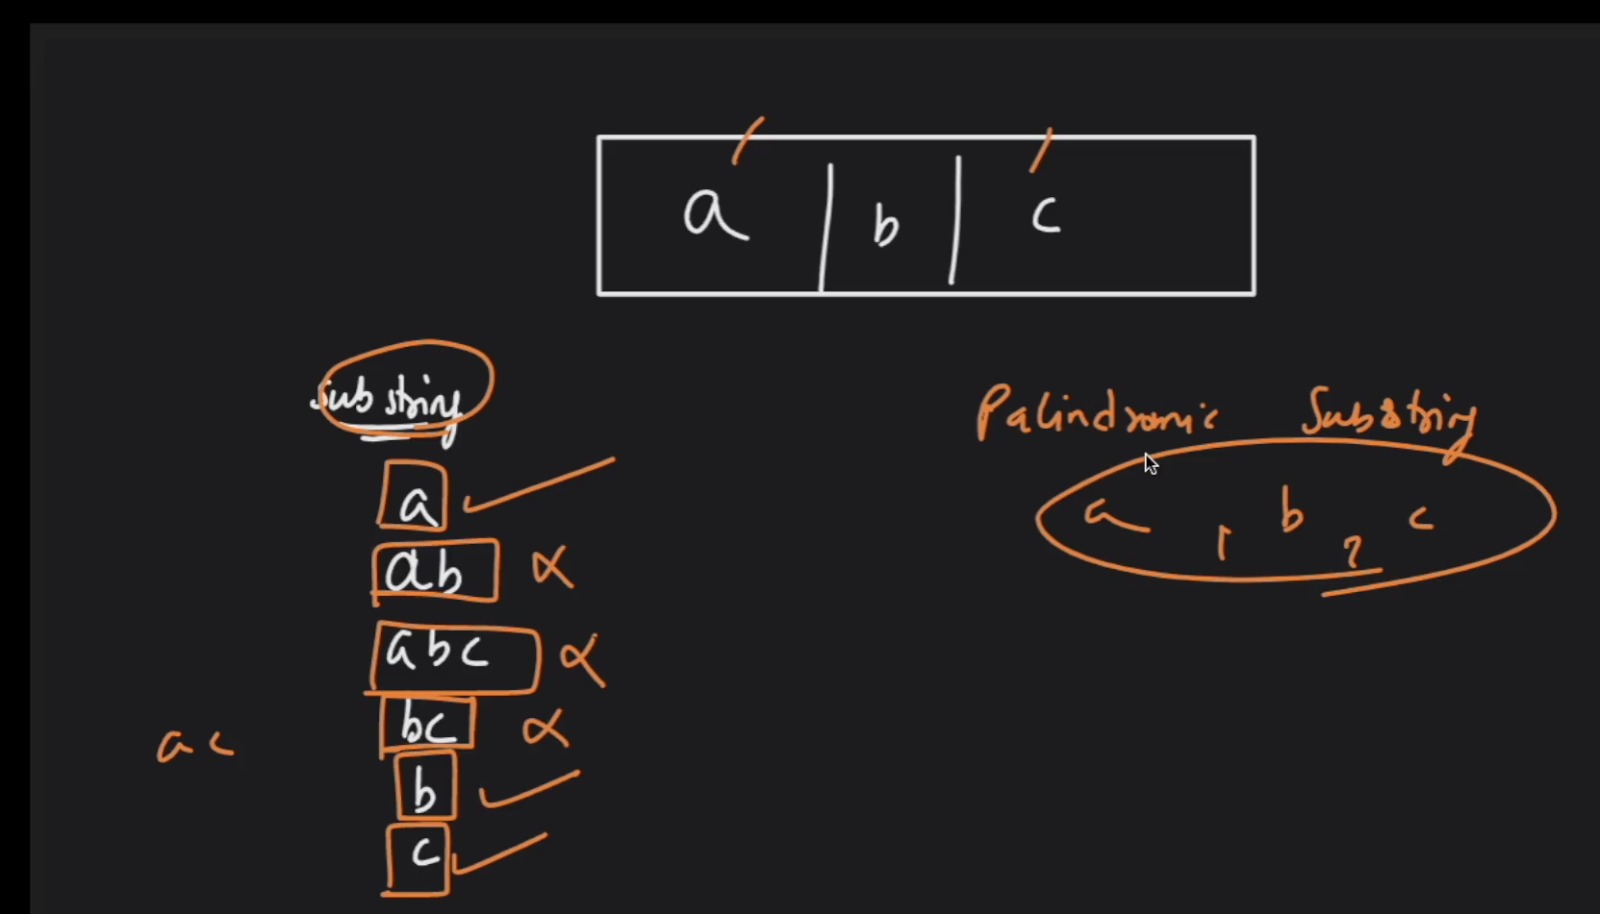 a | b | c
Substring
Palindromic Substring
a
a , b , c
ab
abc
bc
ac
b
c